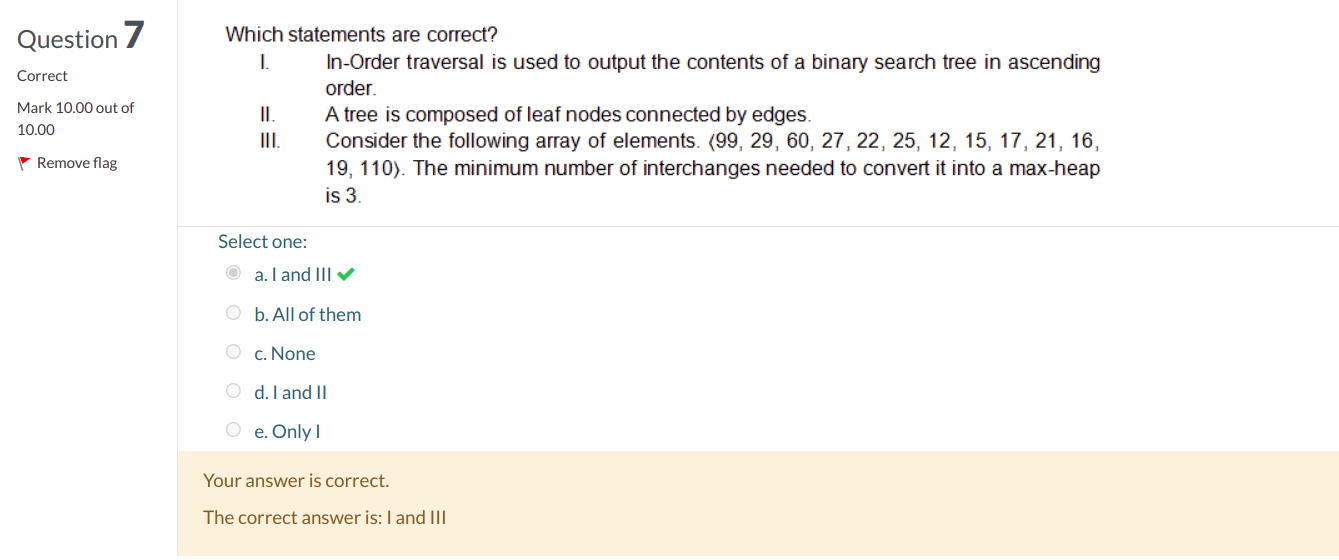 Question 7
Correct
Mark 10.00 out of
10.00
Remove flag
Which statements are correct?
I. In-Order traversal is used to output the contents of a binary search tree in ascending
order.
II. A tree is composed of leaf nodes connected by edges.
III. Consider the following array of elements. ⟨99, 29, 60, 27, 22, 25, 12, 15, 17, 21, 16,
19, 110⟩. The minimum number of interchanges needed to convert it into a max-heap
is 3.
Select one:
a. I and III
b. All of them
c. None
d. I and II
e. Only I
Your answer is correct.
The correct answer is: I and III